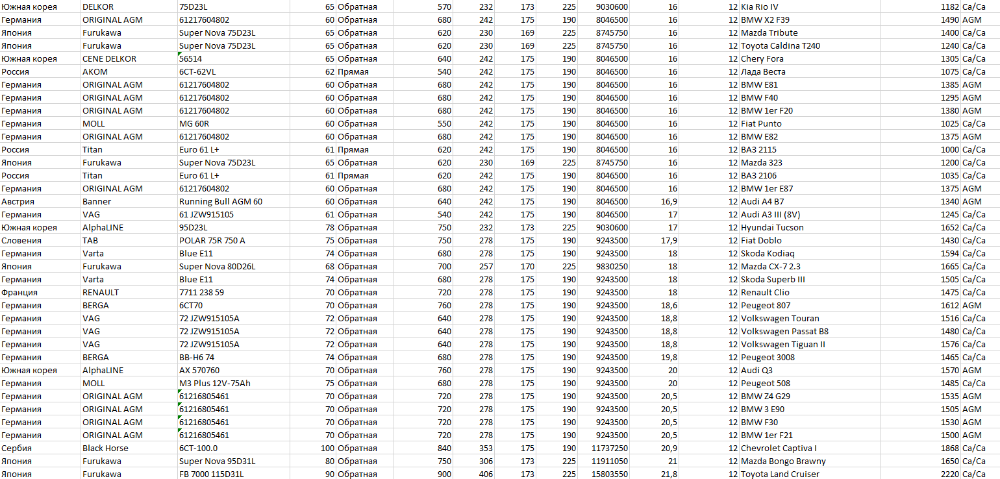 Южная корея DELKOR 75D23L 65 Обратная 570 232 173 225 9030600 16 12 Kia Rio IV 1182 Ca/Ca
Германия ORIGINAL AGM 61217604802 60 Обратная 680 242 175 190 8046500 16 12 BMW X2 F39 1490 AGM
Япония Furukawa Super Nova 75D23L 65 Обратная 620 230 169 225 8745750 16 12 Mazda Tribute 1400 Ca/Ca
Япония Furukawa Super Nova 75D23L 65 Обратная 620 230 169 225 8745750 16 12 Toyota Caldina T240 1240 Ca/Ca
Южная корея CENE DELKOR 56514 65 Обратная 640 242 175 190 8046500 16 12 Chery Fora 1305 Ca/Ca
Россия AKOM 6CT-62VL 62 Прямая 540 242 175 190 8046500 16 12 Лада Веста 1075 Ca/Ca
Германия ORIGINAL AGM 61217604802 60 Обратная 680 242 175 190 8046500 16 12 BMW E81 1385 AGM
Германия ORIGINAL AGM 61217604802 60 Обратная 680 242 175 190 8046500 16 12 BMW F40 1295 AGM
Германия ORIGINAL AGM 61217604802 60 Обратная 680 242 175 190 8046500 16 12 BMW 1er F20 1380 AGM
Германия MOLL MG 60R 60 Обратная 550 242 175 190 8046500 16 12 Fiat Punto 1025 Ca/Ca
Германия ORIGINAL AGM 61217604802 60 Обратная 680 242 175 190 8046500 16 12 BMW E82 1375 AGM
Россия Titan Euro 61 L+ 61 Прямая 620 242 175 190 8046500 16 12 ВАЗ 2115 1000 Ca/Ca
Япония Furukawa Super Nova 75D23L 65 Обратная 620 230 169 225 8745750 16 12 Mazda 323 1200 Ca/Ca
Россия Titan Euro 61 L+ 61 Прямая 620 242 175 190 8046500 16 12 ВАЗ 2106 1035 Ca/Ca
Германия ORIGINAL AGM 61217604802 60 Обратная 680 242 175 190 8046500 16 12 BMW 1er E87 1375 AGM
Австрия Banner Running Bull AGM 60 60 Обратная 640 242 175 190 8046500 16,9 12 Audi A4 B7 1340 AGM
Германия VAG 61 JZW915105 61 Обратная 540 242 175 190 8046500 17 12 Audi A3 III (8V) 1245 Ca/Ca
Южная корея AlphaLINE 95D23L 78 Обратная 750 232 173 225 9030600 17 12 Hyundai Tucson 1652 Ca/Ca
Словения TAB POLAR 75R 750 A 75 Обратная 750 278 175 190 9243500 17,9 12 Fiat Doblo 1430 Ca/Ca
Германия Varta Blue E11 74 Обратная 680 278 175 190 9243500 18 12 Skoda Kodiaq 1594 Ca/Ca
Япония Furukawa Super Nova 80D26L 68 Обратная 700 257 170 225 9830250 18 12 Mazda CX-7 2.3 1665 Ca/Ca
Германия Varta Blue E11 74 Обратная 680 278 175 190 9243500 18 12 Skoda Superb III 1505 Ca/Ca
Франция RENAULT 7711 238 59 70 Обратная 720 278 175 190 9243500 18 12 Renault Clio 1475 Ca/Ca
Германия BERGA 6CT70 70 Обратная 760 278 175 190 9243500 18,6 12 Peugeot 807 1612 AGM
Германия VAG 72 JZW915105A 72 Обратная 640 278 175 190 9243500 18,8 12 Volkswagen Touran 1516 Ca/Ca
Германия VAG 72 JZW915105A 72 Обратная 640 278 175 190 9243500 18,8 12 Volkswagen Passat B8 1480 Ca/Ca
Германия VAG 72 JZW915105A 72 Обратная 640 278 175 190 9243500 18,8 12 Volkswagen Tiguan II 1576 Ca/Ca
Германия BERGA BB-H6 74 74 Обратная 680 278 175 190 9243500 19,8 12 Peugeot 3008 1465 Ca/Ca
Южная корея AlphaLINE AX 570760 70 Обратная 760 278 175 190 9243500 20 12 Audi Q3 1570 AGM
Германия MOLL M3 Plus 12V-75Ah 75 Обратная 680 278 175 190 9243500 20 12 Peugeot 508 1485 Ca/Ca
Германия ORIGINAL AGM 61216805461 70 Обратная 720 278 175 190 9243500 20,5 12 BMW Z4 G29 1535 AGM
Германия ORIGINAL AGM 61216805461 70 Обратная 720 278 175 190 9243500 20,5 12 BMW 3 E90 1505 AGM
Германия ORIGINAL AGM 61216805461 70 Обратная 720 278 175 190 9243500 20,5 12 BMW F30 1530 AGM
Германия ORIGINAL AGM 61216805461 70 Обратная 720 278 175 190 9243500 20,5 12 BMW 1er F21 1500 AGM
Сербия Black Horse 6CT-100.0 100 Обратная 840 353 175 190 11737250 20,9 12 Chevrolet Captiva I 1868 Ca/Ca
Япония Furukawa Super Nova 95D31L 80 Обратная 750 306 173 225 11911050 21 12 Mazda Bongo Brawny 1650 Ca/Ca
Япония Furukawa FB 7000 115D31L 90 Обратная 900 406 173 225 15803550 21,8 12 Toyota Land Cruiser 2220 Ca/Ca